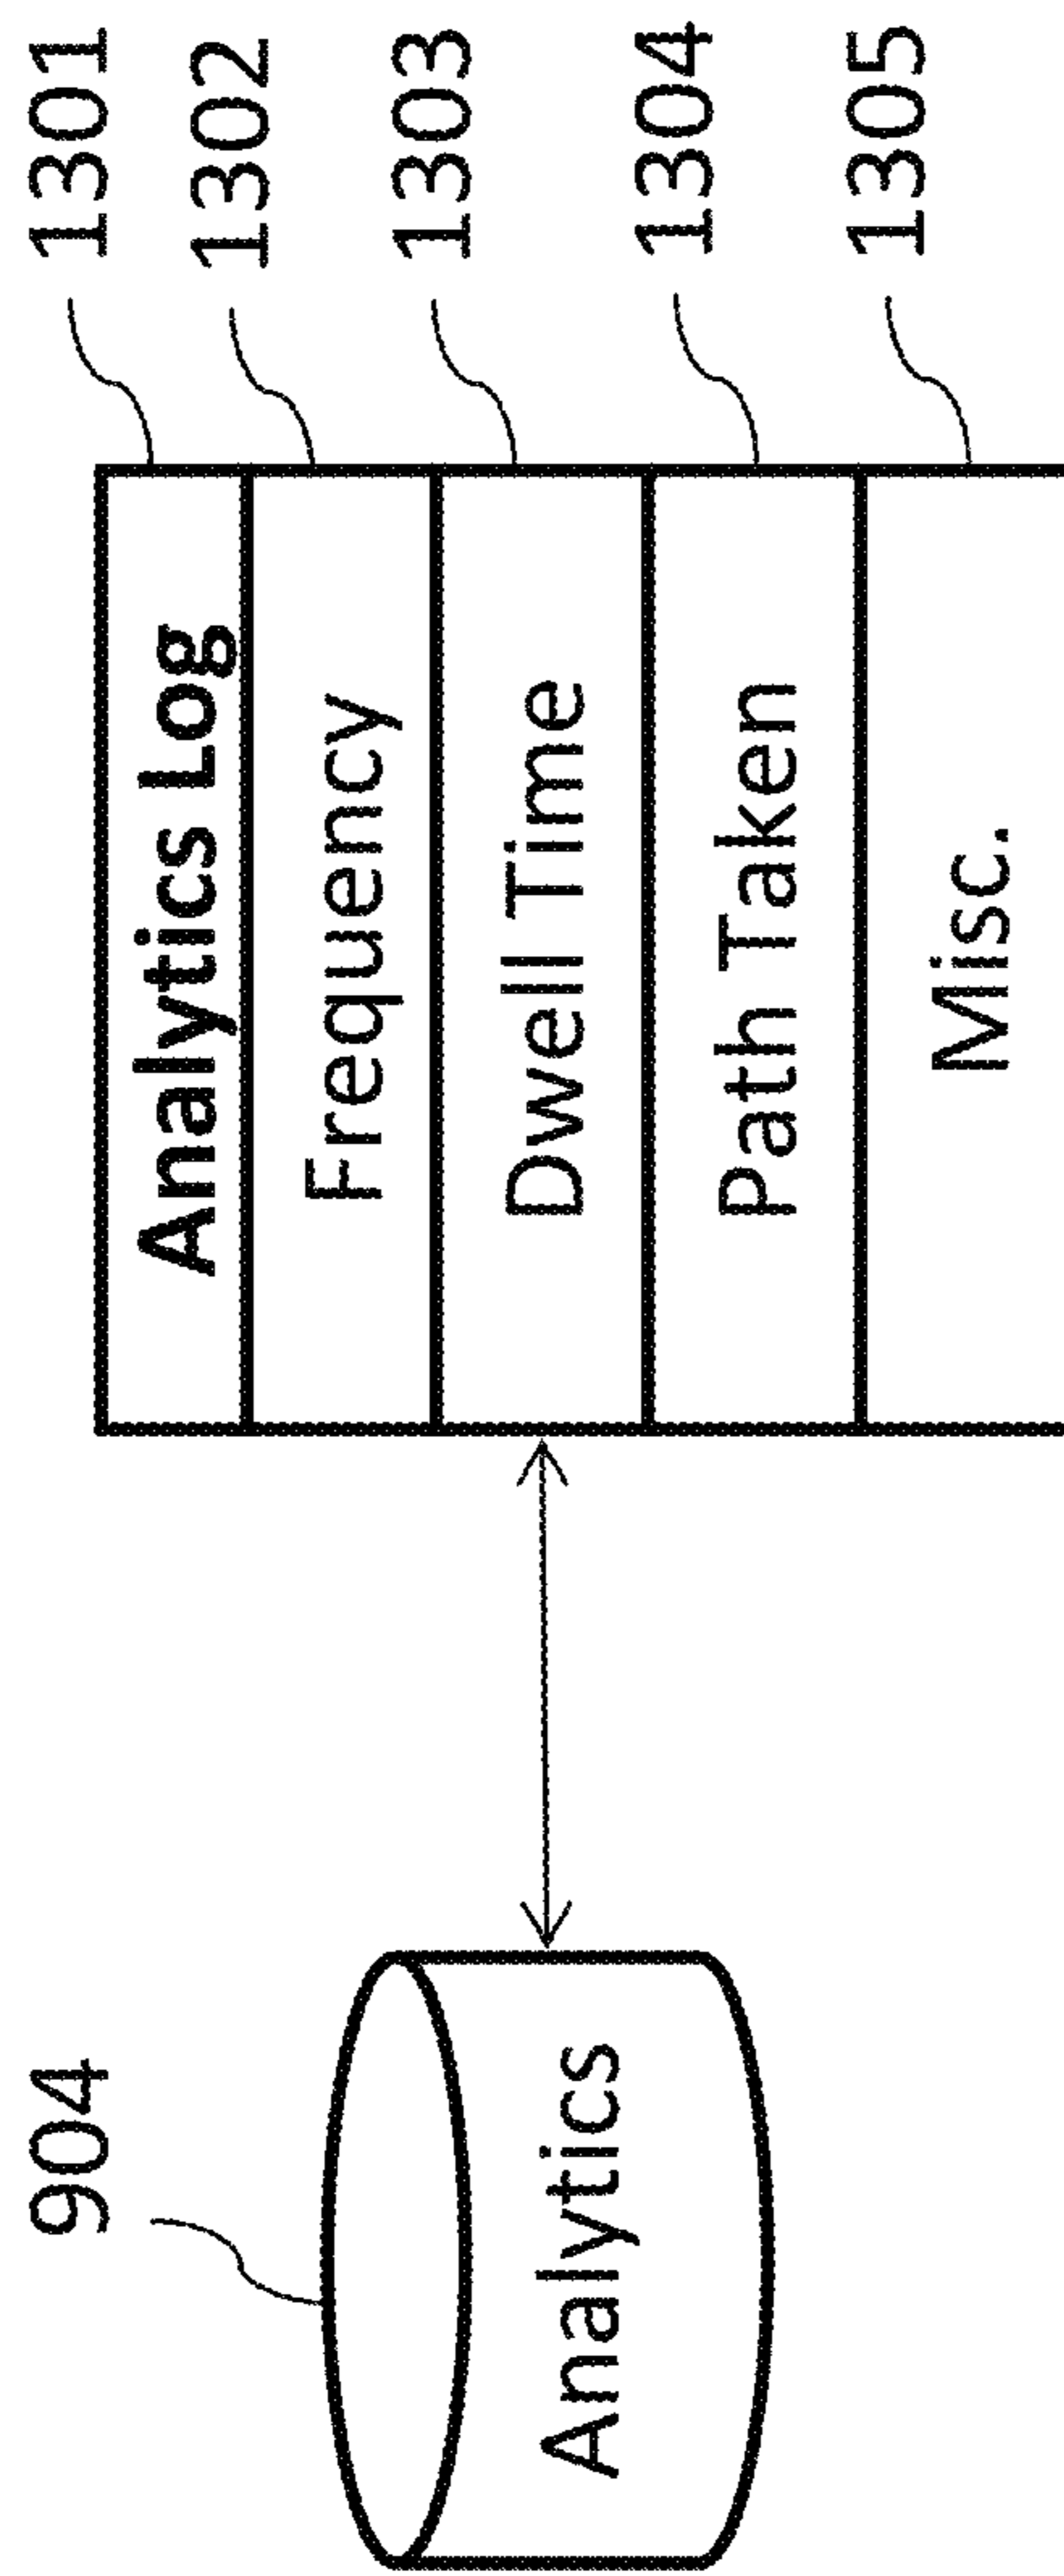 904
Analytics
Analytics Log
1301
Frequency
1302
Dwell Time
1303
Path Taken
1304
Misc.
1305